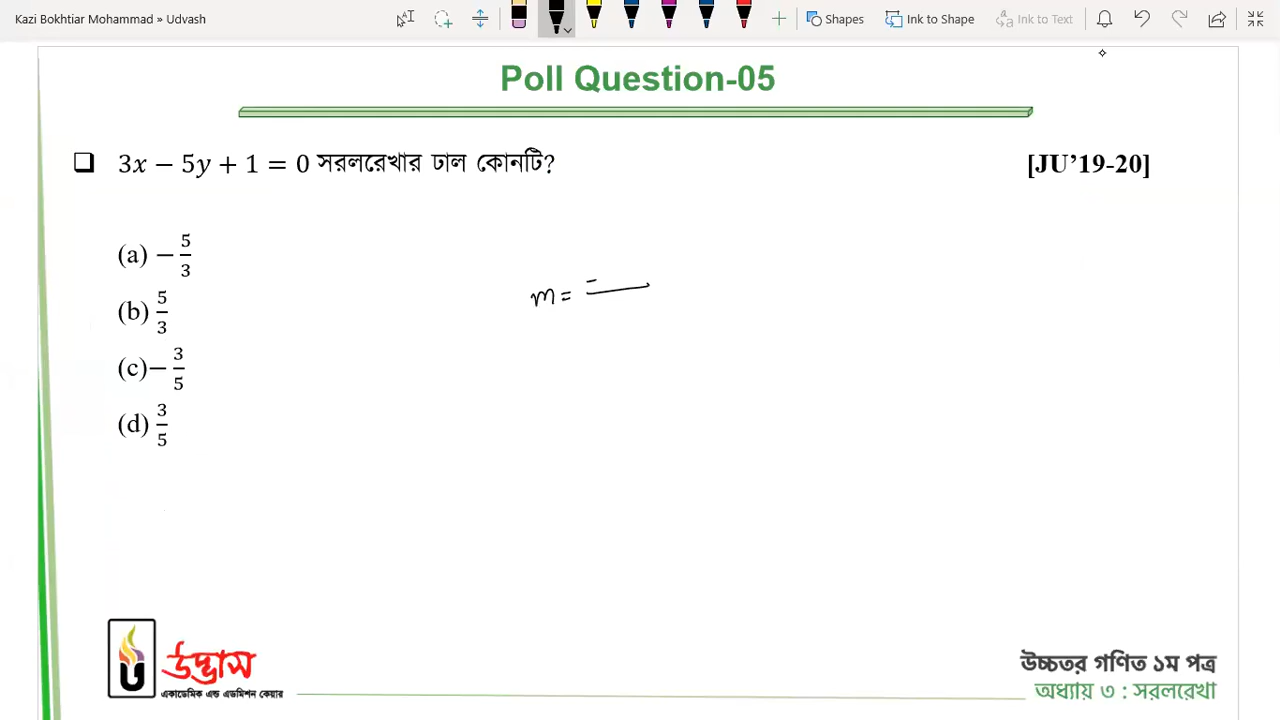 Kazi Bokhtiar Mohammad » Udvash
Shapes
Ink to Shape
Ink to Text
Poll Question-05
3x − 5y + 1 = 0 সরলরেখার ঢাল কোনটি? [JU’19-20]
(a) − 5/3
(b) 5/3
(c)− 3/5
(d) 3/5
m =
উদ্ভাস
একাডেমিক এন্ড এডমিশন কেয়ার
উচ্চতর গণিত ১ম পত্র
অধ্যায় ৩ : সরলরেখা